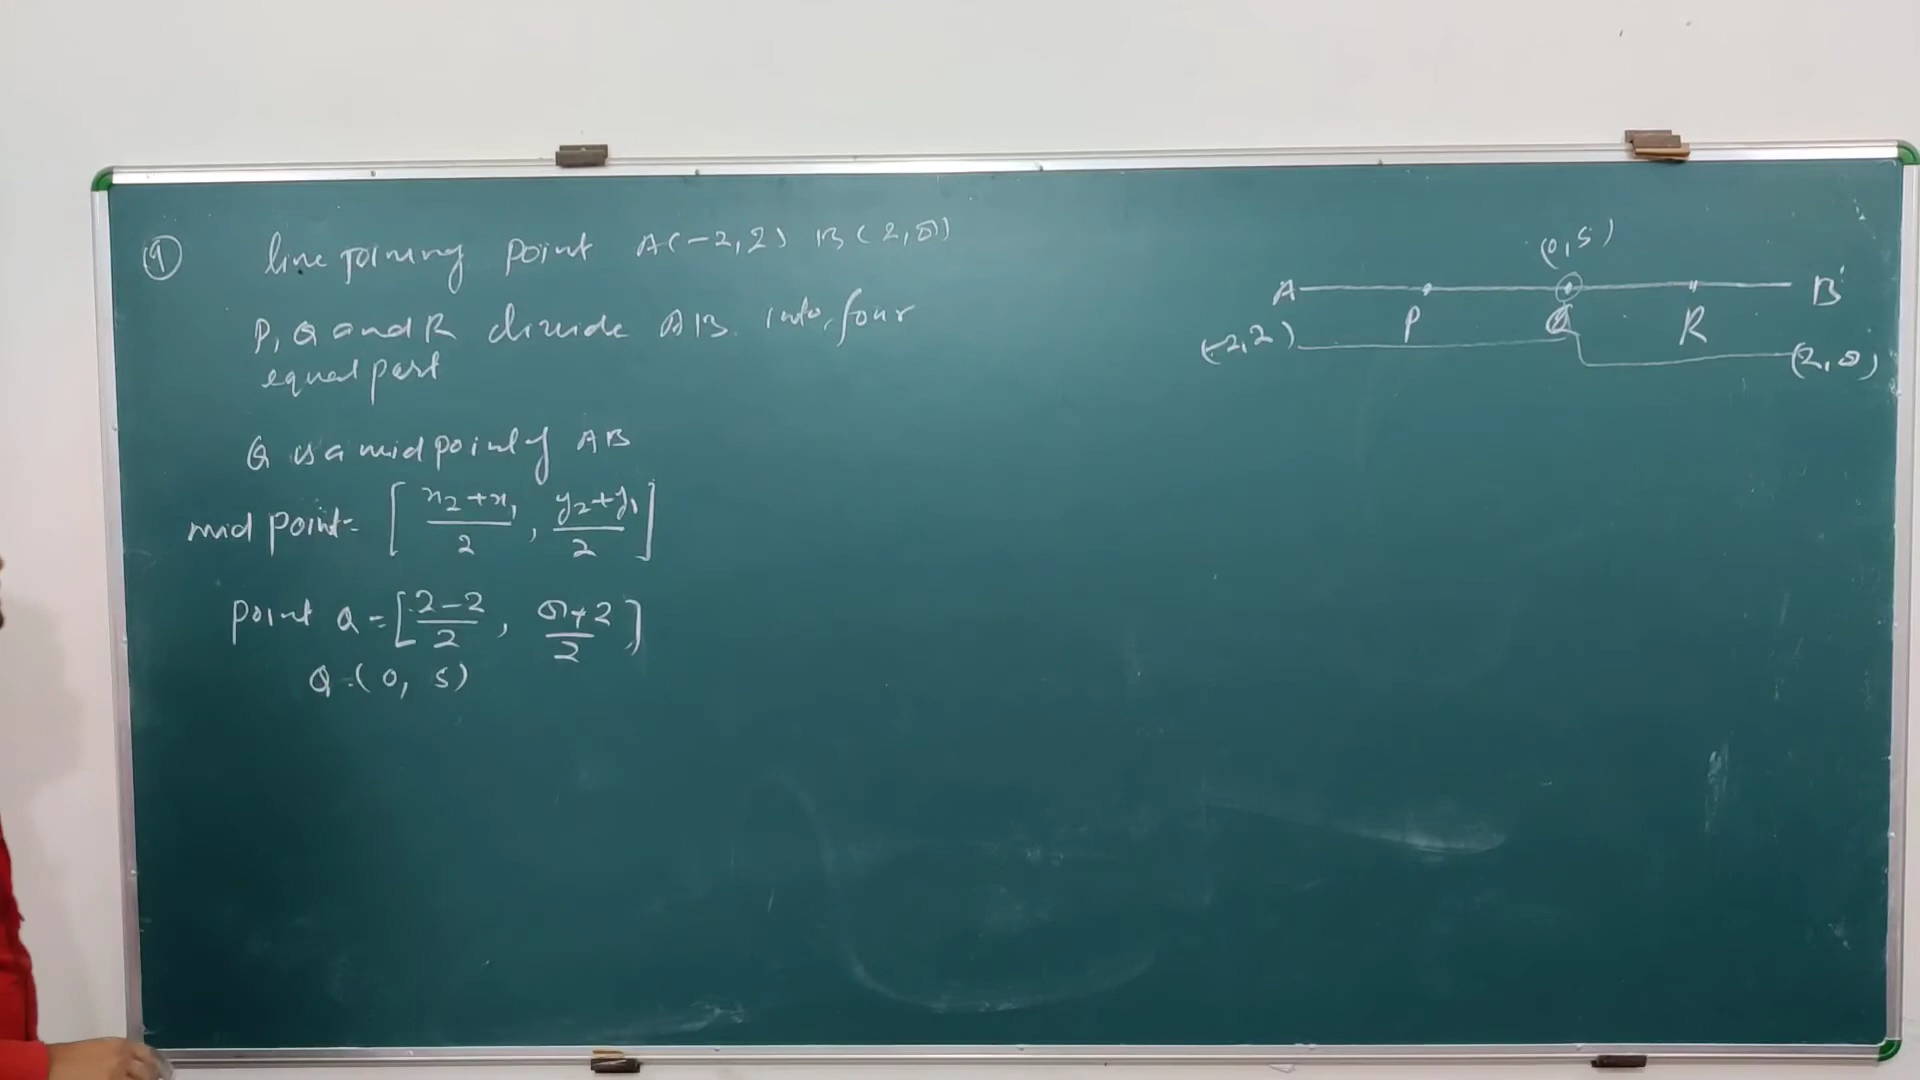 9 line joining point A(-2,2) B(2,8)
P, Q and R divide AB. into four
equal part
Q is a mid point of AB
mid point = [ x2+x1/2 , y2+y1/2 ]
point Q = [ 2-2/2 , 8+2/2 ]
Q = (0, 5)
(0,5)
A B
P Q R
(-2,2) (2,8)